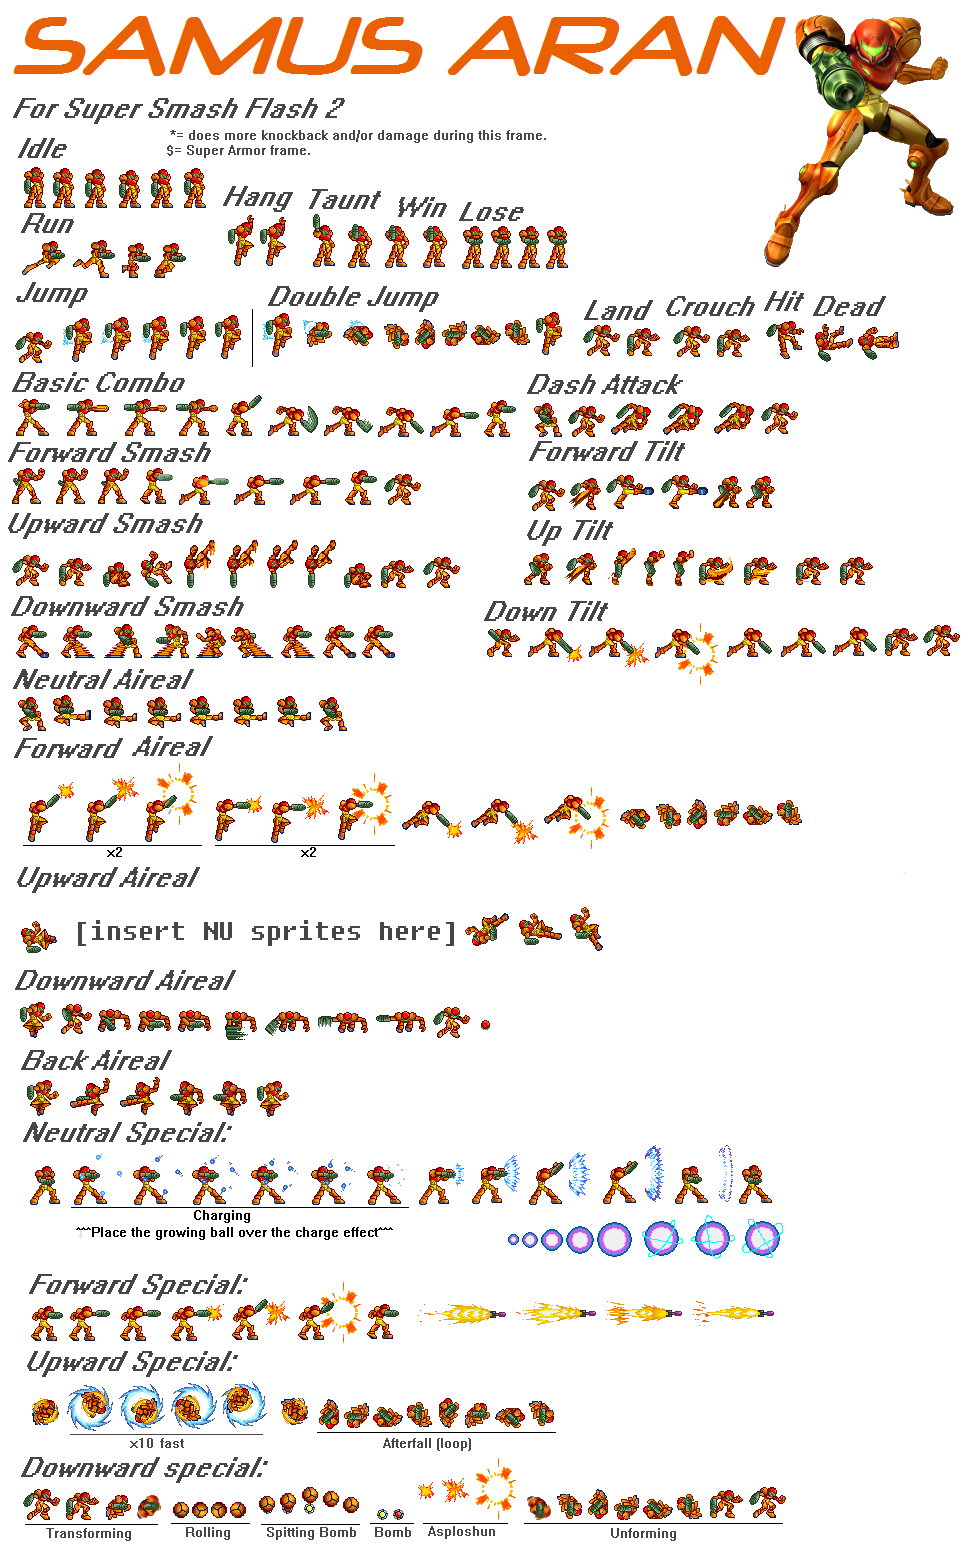 SAMUS ARAN
For Super Smash Flash 2
*= does more knockback and/or damage during this frame.
$= Super Armor frame.
Idle
Hang Taunt Win Lose
Run
Jump
Double Jump
Land Crouch Hit Dead
Basic Combo
Dash Attack
Forward Smash
Forward Tilt
Upward Smash
Up Tilt
Downward Smash
Down Tilt
Neutral Aireal
Forward Aireal
x2
x2
Upward Aireal
[insert NU sprites here]
Downward Aireal
Back Aireal
Neutral Special:
Charging
^^^Place the growing ball over the charge effect^^^
Forward Special:
Upward Special:
x10 fast
Afterfall (loop)
Downward special:
Transforming
Rolling
Spitting Bomb
Bomb
Asploshun
Unforming